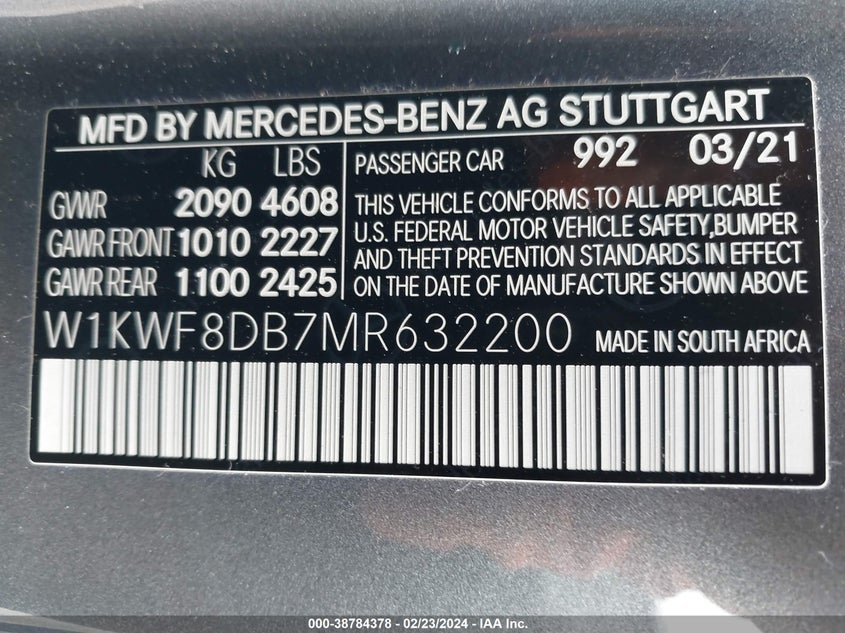 MFD BY MERCEDES-BENZ AG STUTTGART
KG LBS
GVWR 2090 4608
GAWR FRONT 1010 2227
GAWR REAR 1100 2425
PASSENGER CAR 992 03/21
THIS VEHICLE CONFORMS TO ALL APPLICABLE
U.S. FEDERAL MOTOR VEHICLE SAFETY,BUMPER
AND THEFT PREVENTION STANDARDS IN EFFECT
ON THE DATE OF MANUFACTURE SHOWN ABOVE
W1KWF8DB7MR632200 MADE IN SOUTH AFRICA
000-38784378 - 02/23/2024 - IAA Inc.